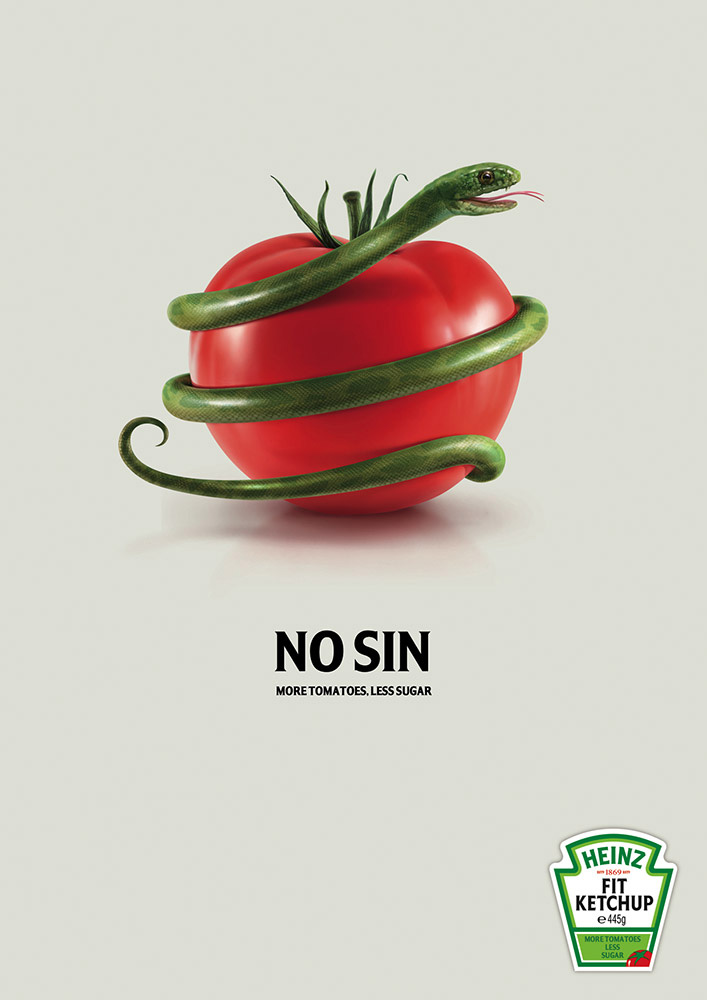 NO SIN
MORE TOMATOES, LESS SUGAR
HEINZ
1869
FIT
KETCHUP
℮ 445g
MORE TOMATOES
LESS
SUGAR